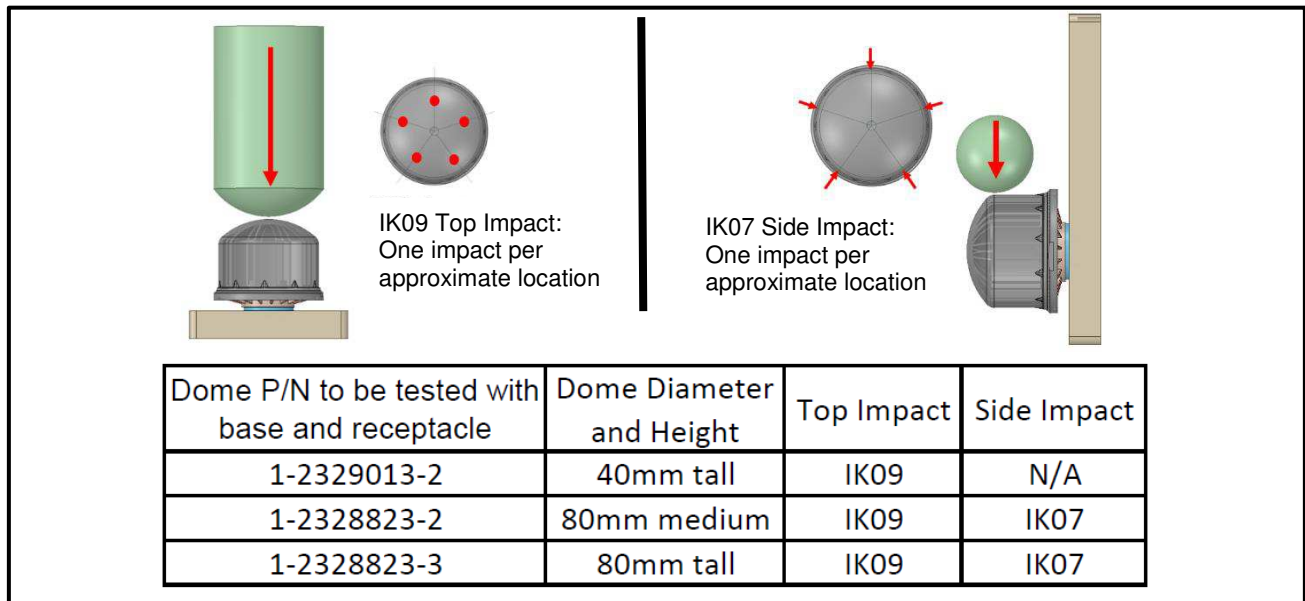 IK09 Top Impact:
One impact per
approximate location
IK07 Side Impact:
One impact per
approximate location
Dome P/N to be tested with
base and receptacle
Dome Diameter
and Height
Top Impact
Side Impact
1-2329013-2
40mm tall
IK09
N/A
1-2328823-2
80mm medium
IK09
IK07
1-2328823-3
80mm tall
IK09
IK07